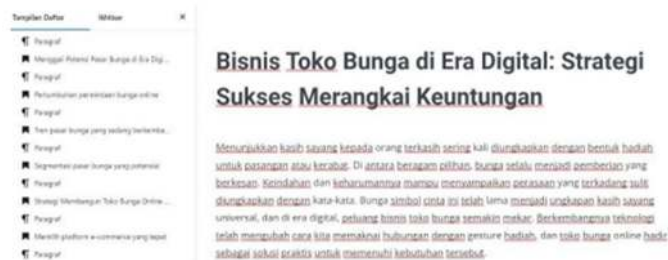 Tampilan Daftar
Ikhtisar
×
Paragraf
Menggali Potensi Pasar Bunga di Era Digi...
Paragraf
Pertumbuhan permintaan bunga online
Paragraf
Tren pasar bunga yang sedang berkemba...
Paragraf
Segmentasi pasar bunga yang potensial
Paragraf
Strategi Membangun Toko Bunga Online ...
Paragraf
Memilih platform e-commerce yang tepat
Paragraf
Bisnis Toko Bunga di Era Digital: Strategi
Sukses Merangkai Keuntungan
Menunjukkan kasih sayang kepada orang terkasih sering kali diungkapkan dengan bentuk hadiah
untuk pasangan atau kerabat. Di antara beragam pilihan, bunga selalu menjadi pemberian yang
berkesan. Keindahan dan keharumannya mampu menyampaikan perasaan yang terkadang sulit
diungkapkan dengan kata-kata. Bunga simbol cinta ini telah lama menjadi ungkapan kasih sayang
universal, dan di era digital, peluang bisnis toko bunga semakin mekar. Berkembangnya teknologi
telah mengubah cara kita memaknai hubungan dengan gesture hadiah, dan toko bunga online hadir
sebagai solusi praktis untuk memenuhi kebutuhan tersebut.